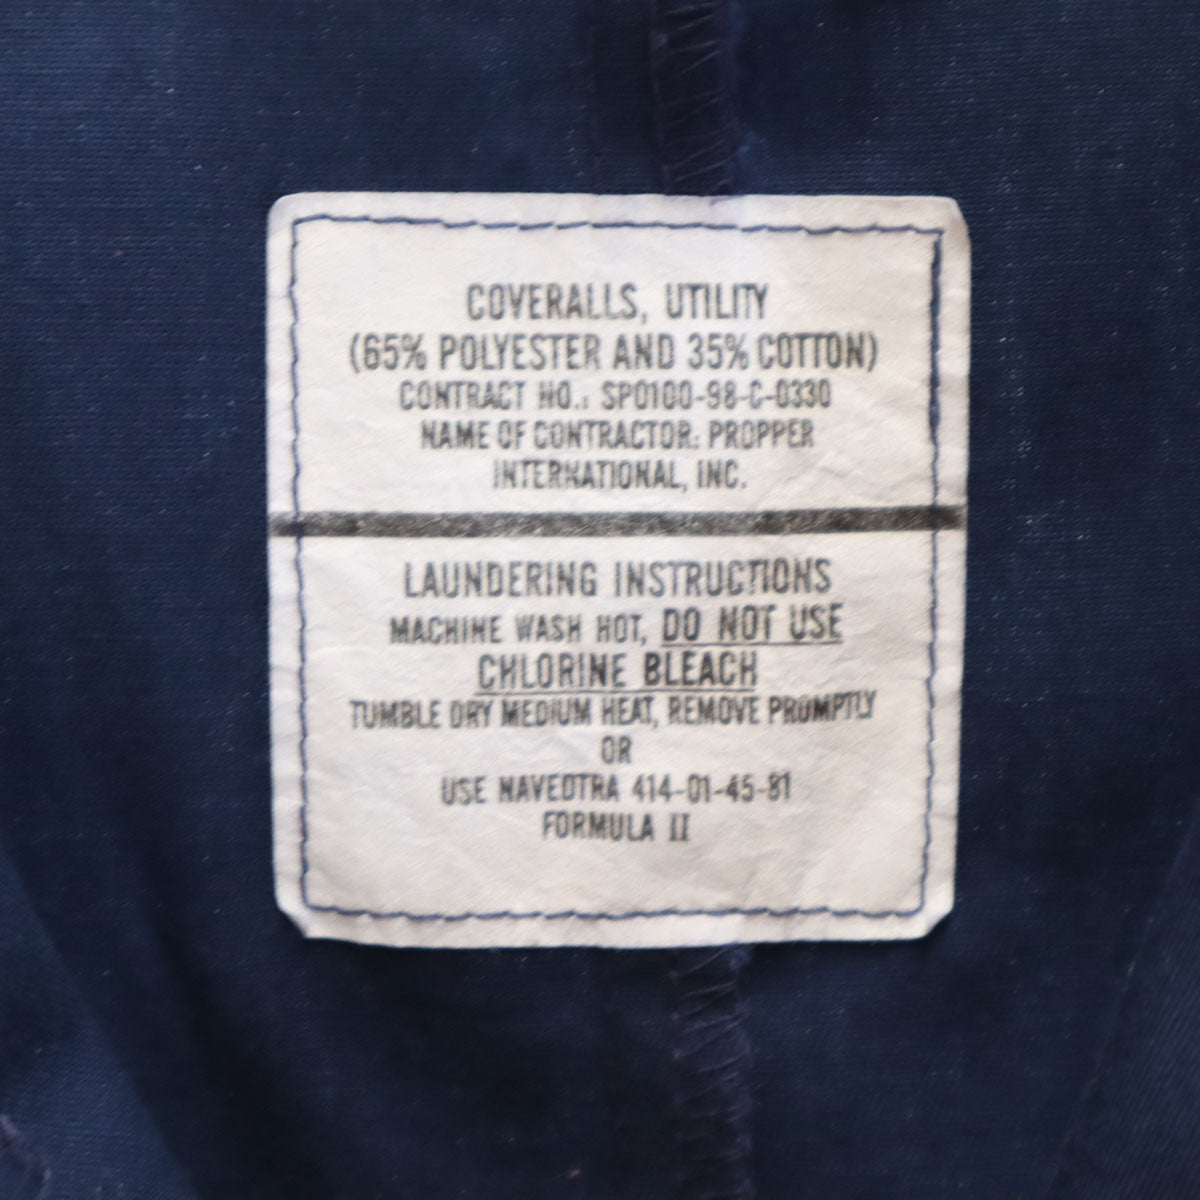 COVERALLS, UTILITY
(65% POLYESTER AND 35% COTTON)
CONTRACT NO.: SP0100-98-C-0330
NAME OF CONTRACTOR: PROPPER
INTERNATIONAL, INC.
LAUNDERING INSTRUCTIONS
MACHINE WASH HOT, DO NOT USE
CHLORINE BLEACH
TUMBLE DRY MEDIUM HEAT, REMOVE PROMPTLY
OR
USE NAVEDTRA 414-01-45-81
FORMULA II